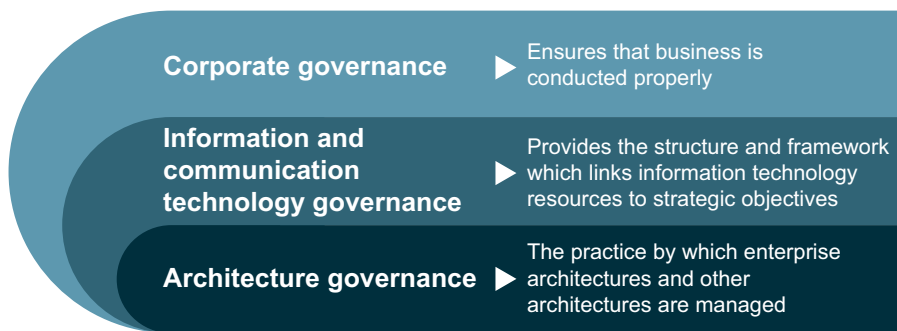 Corporate governance
Ensures that business is
conducted properly
Information and
communication
technology governance
Provides the structure and framework
which links information technology
resources to strategic objectives
Architecture governance
The practice by which enterprise
architectures and other
architectures are managed